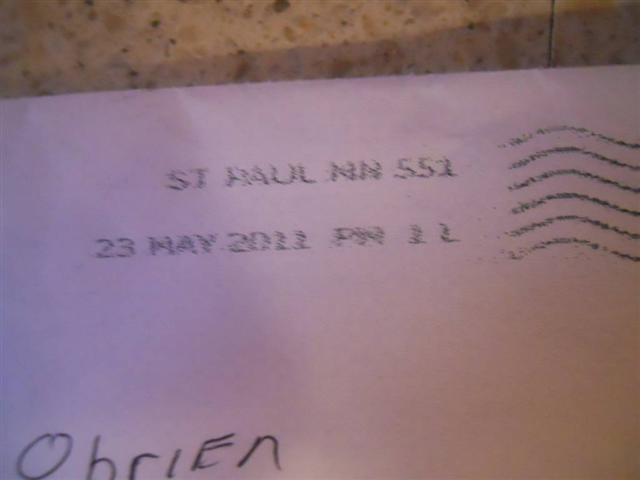 ST PAUL MN 551
23 MAY 2011 PM 1 L
Obrien